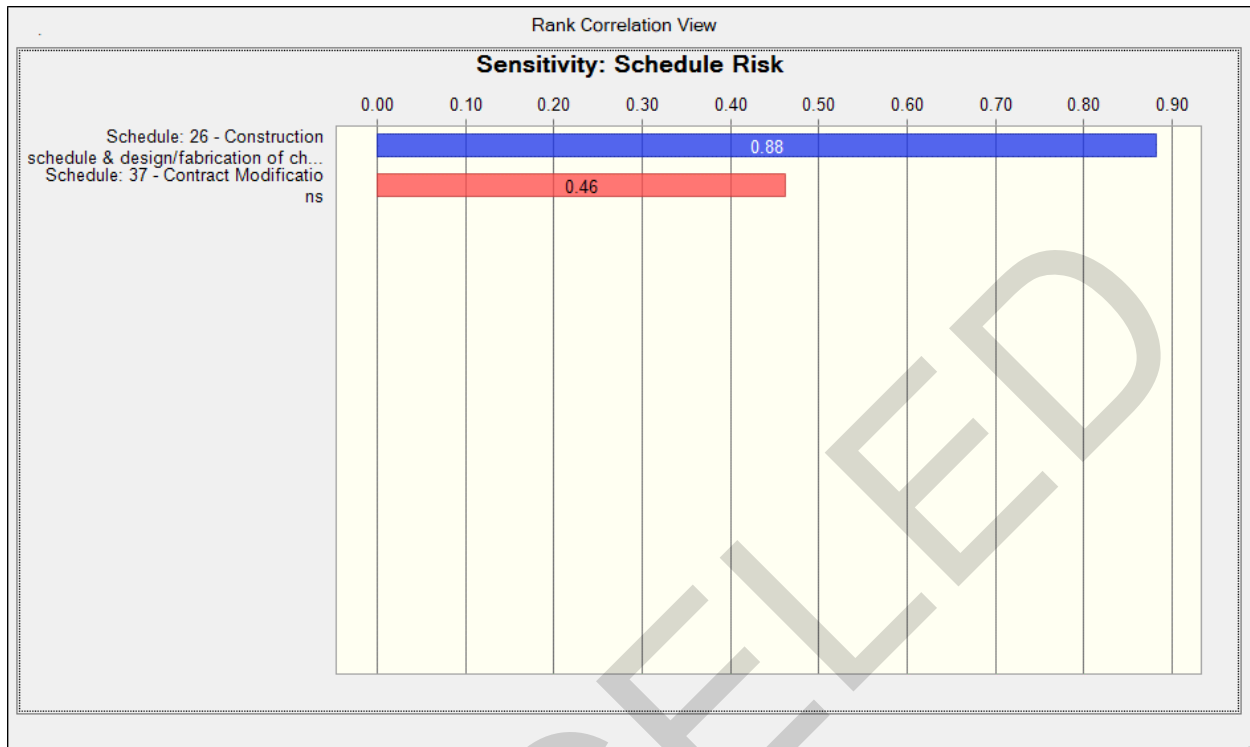 Rank Correlation View
Sensitivity: Schedule Risk
0.00 0.10 0.20 0.30 0.40 0.50 0.60 0.70 0.80 0.90
Schedule: 26 - Construction
schedule & design/fabrication of ch...
0.88
Schedule: 37 - Contract Modificatio
ns
0.46
ELED